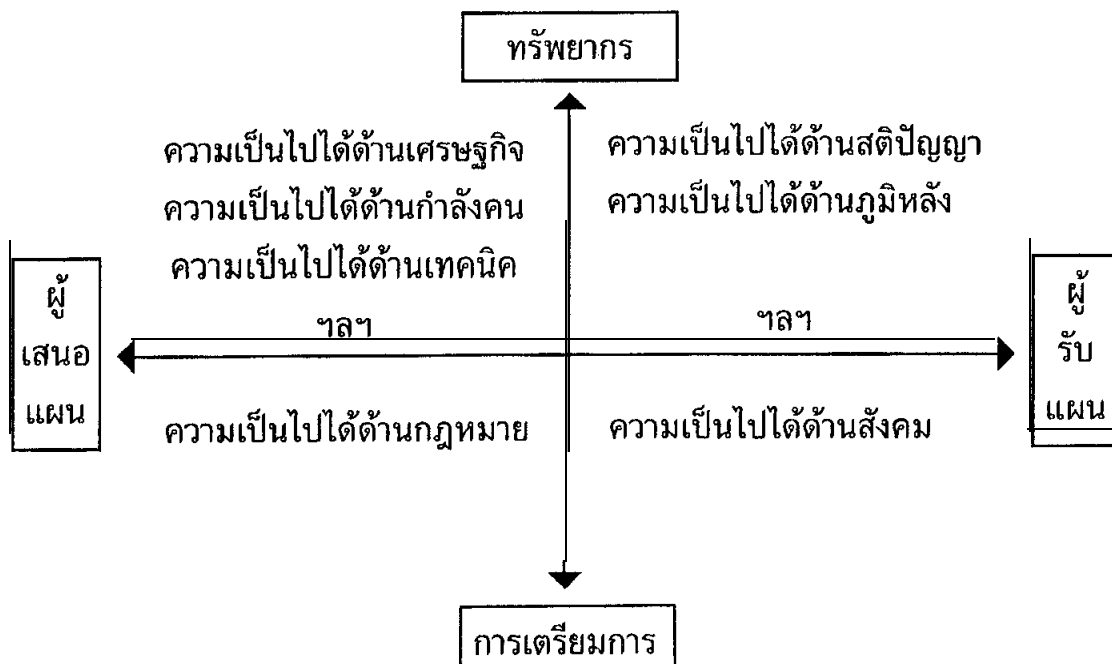 ทรัพยากร
ความเป็นไปได้ด้านเศรษฐกิจ
ความเป็นไปได้ด้านกำลังคน
ความเป็นไปได้ด้านเทคนิค
ฯลฯ
ความเป็นไปได้ด้านสติปัญญา
ความเป็นไปได้ด้านภูมิหลัง
ฯลฯ
ผู้
เสนอ
แผน
ผู้
รับ
แผน
ความเป็นไปได้ด้านกฎหมาย
ความเป็นไปได้ด้านสังคม
การเตรียมการ